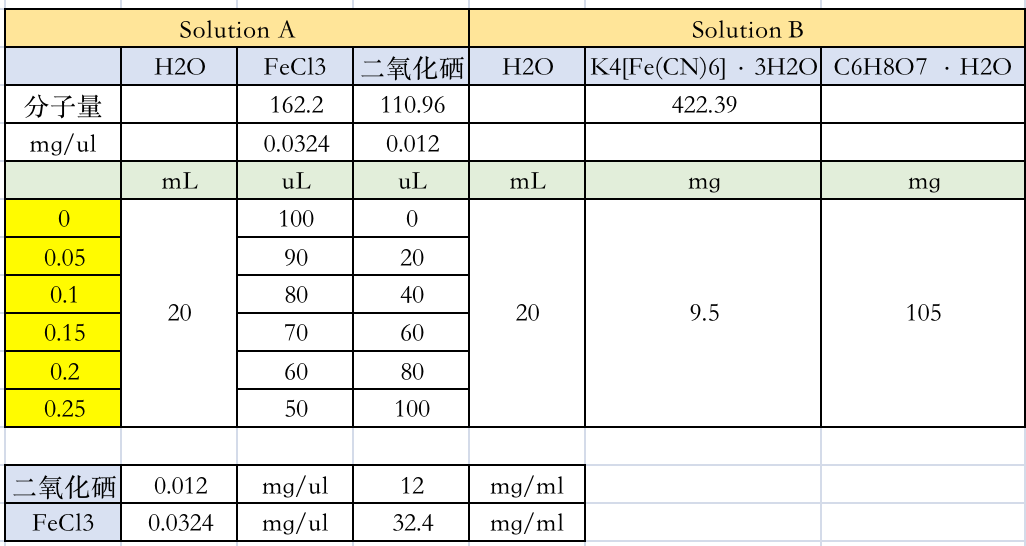 Solution A Solution B
H2O FeCl3 二氧化硒 H2O K4[Fe(CN)6] · 3H2O C6H8O7 · H2O
分子量 162.2 110.96 422.39
mg/ul 0.0324 0.012
mL uL uL mL mg mg
0 100 0
0.05 90 20
0.1 80 40
20 20 9.5 105
0.15 70 60
0.2 60 80
0.25 50 100
二氧化硒 0.012 mg/ul 12 mg/ml
FeCl3 0.0324 mg/ul 32.4 mg/ml